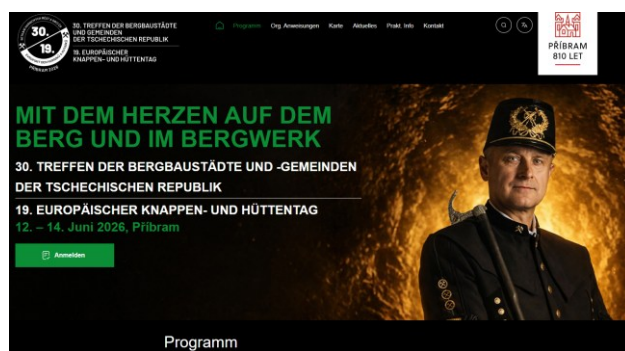 30.
19.
PŘÍBRAM 2026
30. TREFFEN DER BERGBAUSTÄDTE
UND GEMEINDEN
DER TSCHECHISCHEN REPUBLIK
19. EUROPÄISCHER
KNAPPEN- UND HÜTTENTAG
Programm Org. Anweisungen Karte Aktuelles Prakt. Info Kontakt
PŘÍBRAM
810 LET
MIT DEM HERZEN AUF DEM
BERG UND IM BERGWERK
30. TREFFEN DER BERGBAUSTÄDTE UND -GEMEINDEN
DER TSCHECHISCHEN REPUBLIK
19. EUROPÄISCHER KNAPPEN- UND HÜTTENTAG
12. – 14. Juni 2026, Příbram
Anmelden
Programm